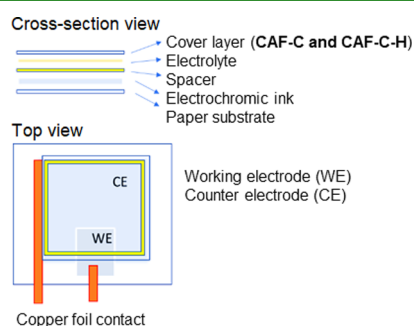 Cross-section view
Cover layer (CAF-C and CAF-C-H)
Electrolyte
Spacer
Electrochromic ink
Paper substrate
Top view
CE
WE
Working electrode (WE)
Counter electrode (CE)
Copper foil contact